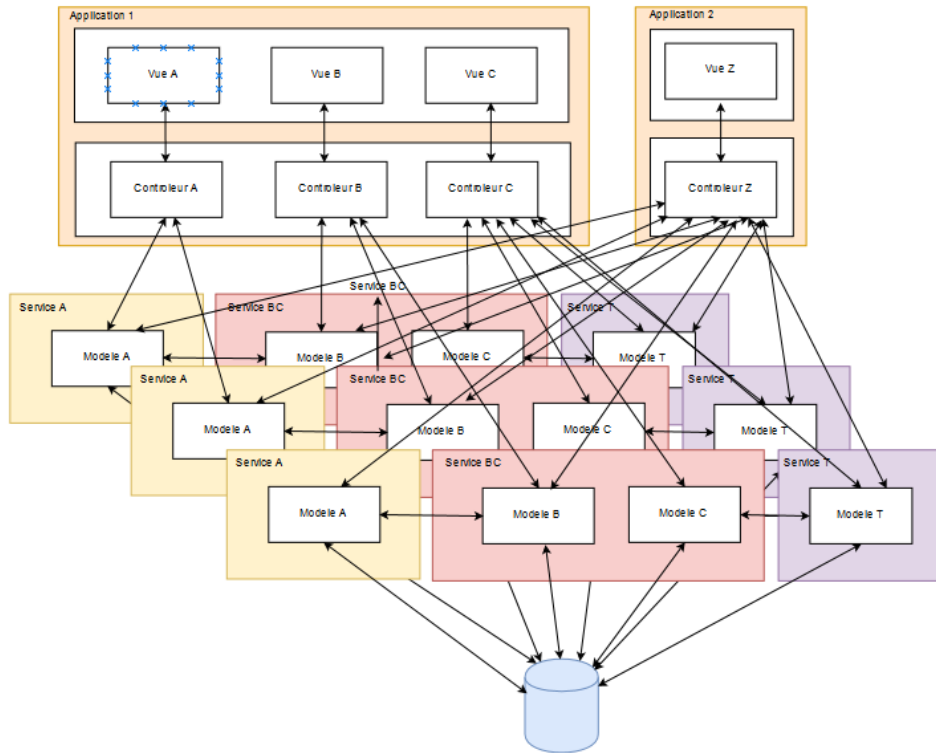 Application 1
Application 2
Vue A
Vue B
Vue C
Vue Z
Controleur A
Controleur B
Controleur C
Controleur Z
Service BC
Service A
Service BC
Service T
Modele A
Modele B
Modele C
Modele T
Service A
Service BC
Service T
Modele A
Modele B
Modele C
Modele T
Service A
Service BC
Service T
Modele A
Modele B
Modele C
Modele T